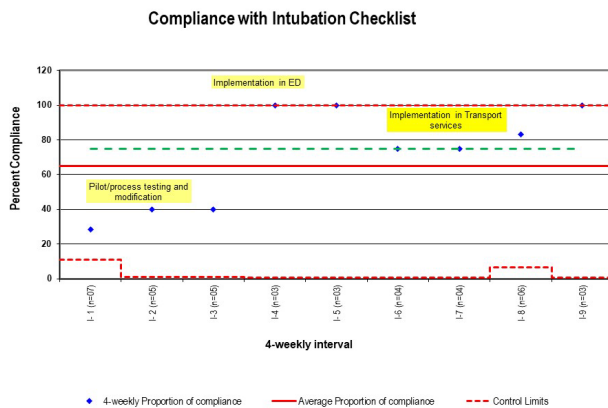 Compliance with Intubation Checklist
Percent Compliance
120
100
80
60
40
20
0
Implementation in ED
Implementation in Transport
services
Pilot/process testing and
modification
I- 1 (n=07)
I- 2 (n=05)
I-3 (n=05)
I-4 (n=03)
I- 5 (n=03)
I-6 (n=04)
I-7 (n=04)
I- 8 (n=06)
I-9 (n=03)
4-weekly interval
4-weekly Proportion of compliance
Average Proportion of compliance
Control Limits